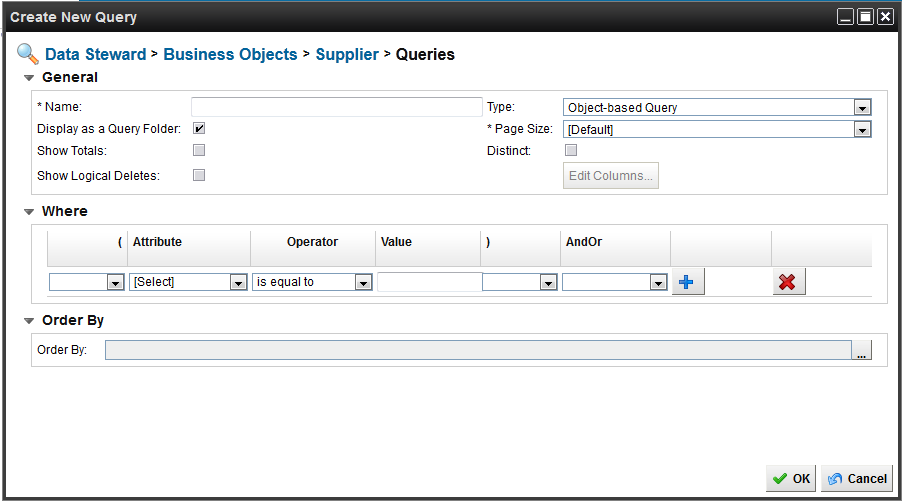 Create New Query
Data Steward > Business Objects > Supplier > Queries
General
* Name: Type: Object-based Query
Display as a Query Folder: * Page Size: [Default]
Show Totals: Distinct:
Show Logical Deletes: Edit Columns...
Where
( Attribute Operator Value ) AndOr
[Select] is equal to
Order By
Order By: ...
OK Cancel